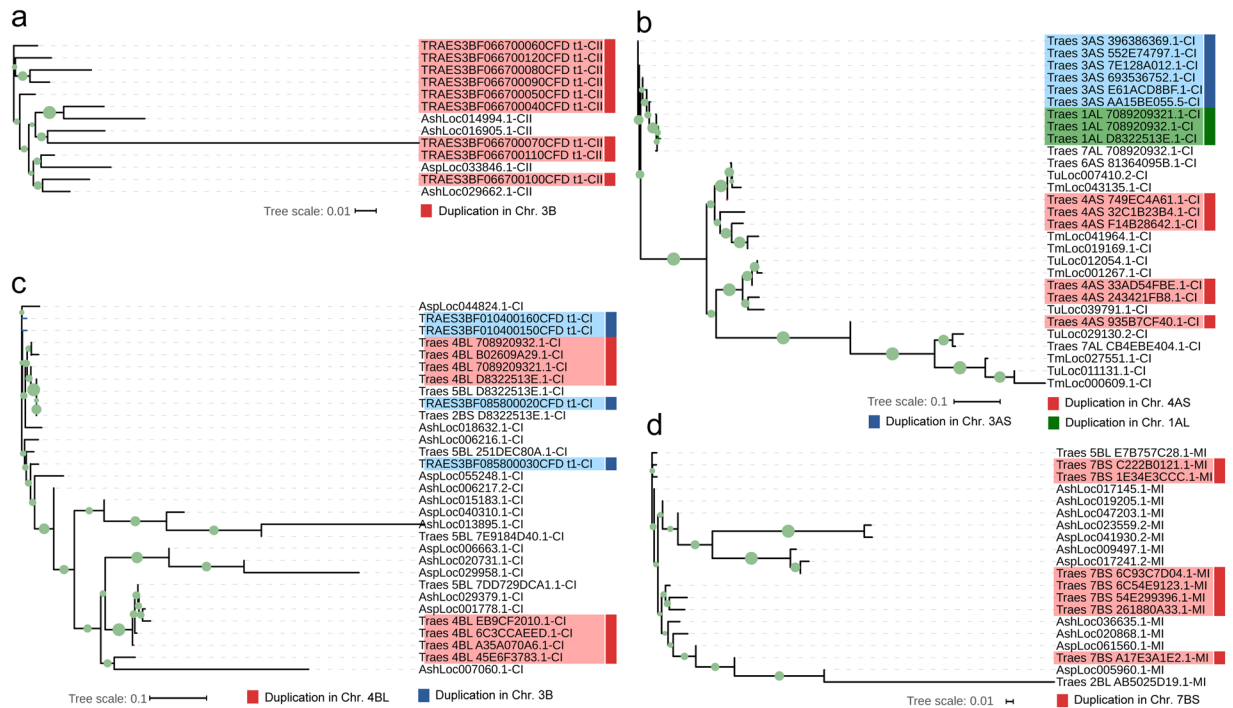 a
TRAES3BF066700060CFD t1-CII
TRAES3BF066700120CFD t1-CII
TRAES3BF066700080CFD t1-CII
TRAES3BF066700090CFD t1-CII
TRAES3BF066700050CFD t1-CII
TRAES3BF066700040CFD t1-CII
AshLoc014994.1-CII
AshLoc016905.1-CII
TRAES3BF066700070CFD t1-CII
TRAES3BF066700110CFD t1-CII
AspLoc033846.1-CII
TRAES3BF066700100CFD t1-CII
AshLoc029662.1-CII
Tree scale: 0.01
Duplication in Chr. 3B
b
Traes 3AS 396386369.1-CI
Traes 3AS 552E74797.1-CI
Traes 3AS 7E128A012.1-CI
Traes 3AS 693536752.1-CI
Traes 3AS E61ACD8BF.1-CI
Traes 3AS AA15BE055.5-CI
Traes 1AL 7089209321.1-CI
Traes 1AL 708920932.1-CI
Traes 1AL D8322513E.1-CI
Traes 7AL 708920932.1-CI
Traes 6AS 81364095B.1-CI
TuLoc007410.2-CI
TmLoc043135.1-CI
Traes 4AS 749EC4A61.1-CI
Traes 4AS 32C1B23B4.1-CI
Traes 4AS F14B28642.1-CI
TmLoc041964.1-CI
TmLoc019169.1-CI
TuLoc012054.1-CI
TmLoc001267.1-CI
Traes 4AS 33AD54FBE.1-CI
Traes 4AS 243421FB8.1-CI
TuLoc039791.1-CI
Traes 4AS 935B7CF40.1-CI
TuLoc029130.2-CI
Traes 7AL CB4EBE404.1-CI
TmLoc027551.1-CI
TuLoc011131.1-CI
TmLoc000609.1-CI
Tree scale: 0.1
Duplication in Chr. 4AS
Duplication in Chr. 3AS
Duplication in Chr. 1AL
c
AspLoc044824.1-CI
TRAES3BF010400160CFD t1-CI
TRAES3BF010400150CFD t1-CI
Traes 4BL 708920932.1-CI
Traes 4BL B02609A29.1-CI
Traes 4BL 7089209321.1-CI
Traes 4BL D8322513E.1-CI
Traes 5BL D8322513E.1-CI
TRAES3BF085800020CFD t1-CI
Traes 2BS D8322513E.1-CI
AshLoc018632.1-CI
AshLoc006216.1-CI
Traes 5BL 251DEC80A.1-CI
TRAES3BF085800030CFD t1-CI
AspLoc055248.1-CI
AshLoc006217.2-CI
AshLoc015183.1-CI
AspLoc040310.1-CI
AshLoc013895.1-CI
Traes 5BL 7E9184D40.1-CI
AspLoc006663.1-CI
AshLoc020731.1-CI
AspLoc029958.1-CI
Traes 5BL 7DD729DCA1.1-CI
AshLoc029379.1-CI
AspLoc001778.1-CI
Traes 4BL EB9CF2010.1-CI
Traes 4BL 6C3CCAEED.1-CI
Traes 4BL A35A070A6.1-CI
Traes 4BL 45E6F3783.1-CI
AshLoc007060.1-CI
Tree scale: 0.1
Duplication in Chr. 4BL
Duplication in Chr. 3B
d
Traes 5BL E7B757C28.1-MI
Traes 7BS C222B0121.1-MI
Traes 7BS 1E34E3CCC.1-MI
AshLoc017145.1-MI
AshLoc019205.1-MI
AshLoc047203.1-MI
AshLoc023559.2-MI
AspLoc041930.2-MI
AshLoc009497.1-MI
AspLoc017241.2-MI
Traes 7BS 6C93C7D04.1-MI
Traes 7BS 6C54E9123.1-MI
Traes 7BS 54E299396.1-MI
Traes 7BS 261880A33.1-MI
AshLoc036635.1-MI
AshLoc020868.1-MI
AspLoc061560.1-MI
Traes 7BS A17E3A1E2.1-MI
AspLoc005960.1-MI
Traes 2BL AB5025D19.1-MI
Tree scale: 0.01
Duplication in Chr. 7BS